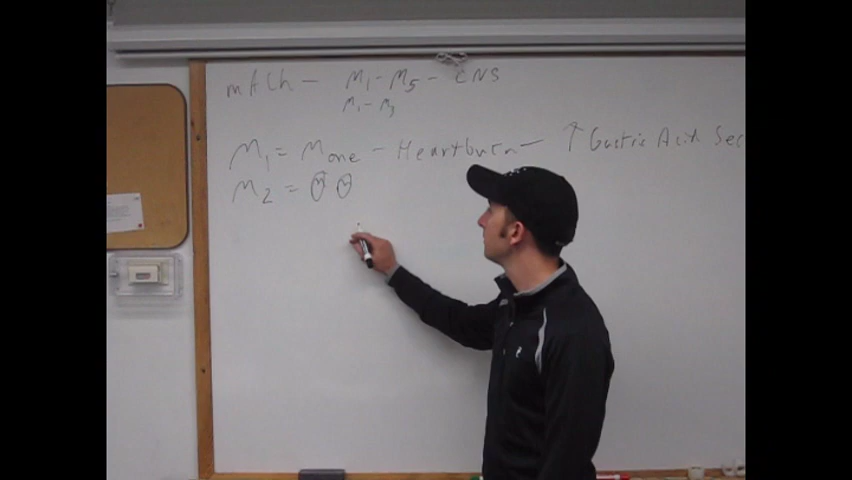 mACh - M1 - M5 - CNS
M1 - M3
M1 = Mone - Heartburn - ↑ Gastric Acid Sec
M2 =